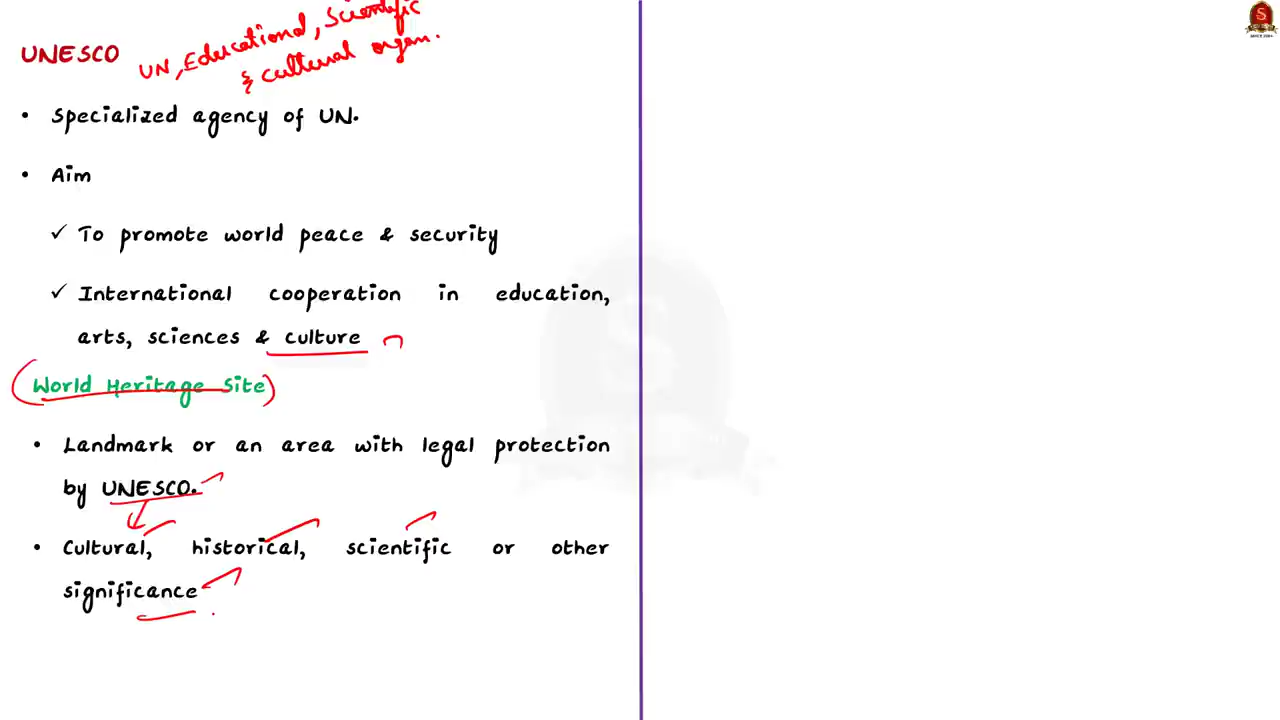 UNESCO
UN, Educational, Scientific
& cultural organ.
• Specialized agency of UN.
• Aim
✓ To promote world peace & security
✓ International cooperation in education,
arts, sciences & culture
(World Heritage Site)
• Landmark or an area with legal protection
by UNESCO.
• Cultural, historical, scientific or other
significance
S
SINCE 2004